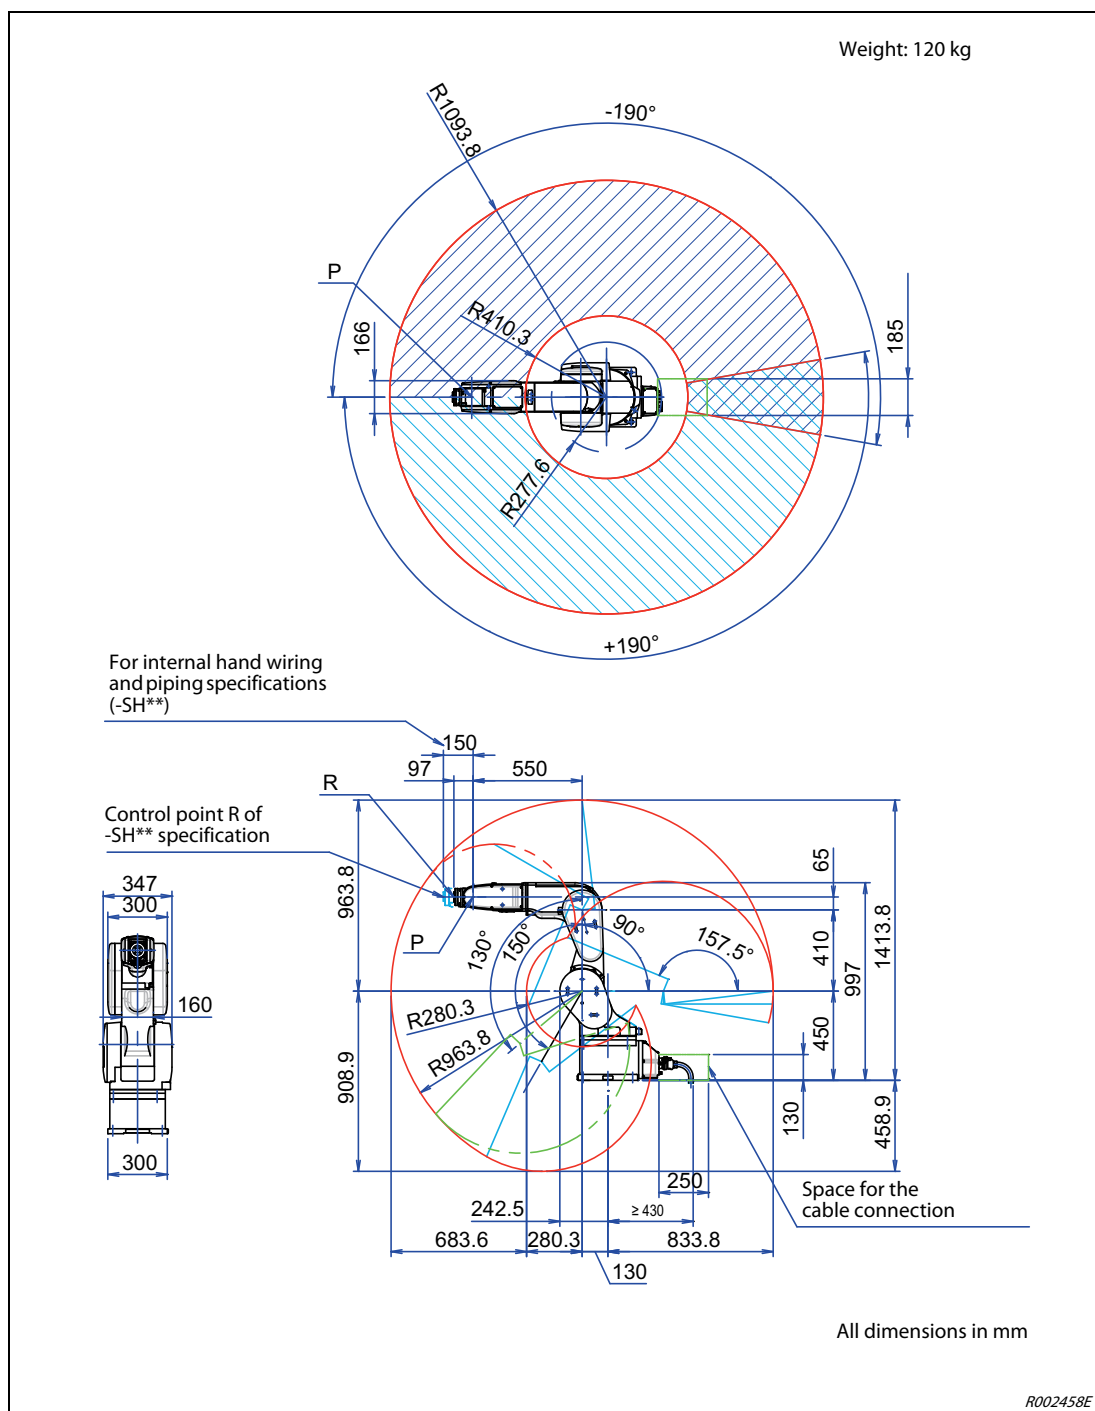 Weight: 120 kg
-190°
R1093.8
P
R410.3
166
185
R277.6
+190°
For internal hand wiring
and piping specifications
(-SH**)
150
97
550
R
Control point R of
-SH** specification
963.8
65
347
300
P
130°
150°
90°
157.5°
410
997
1413.8
160
R280.3
R963.8
450
908.9
130
458.9
300
250
Space for the
cable connection
242.5
≥ 430
683.6
280.3
833.8
130
All dimensions in mm
R002458E